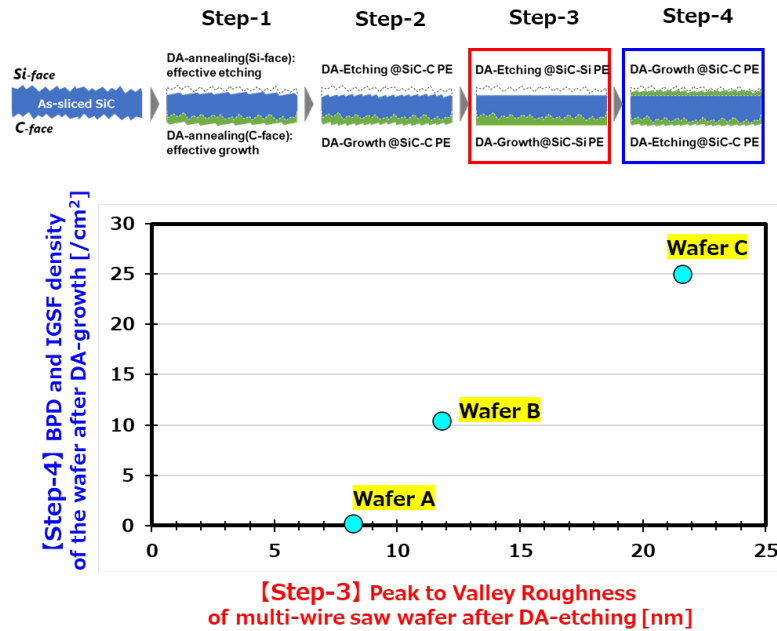 Step-1
Step-2
Step-3
Step-4
Si-face
As-sliced SiC
C-face
DA-annealing(Si-face):
effective etching
DA-annealing(C-face):
effective growth
DA-Etching @SiC-C PE
DA-Growth @SiC-C PE
DA-Etching @SiC-Si PE
DA-Growth@SiC-Si PE
DA-Growth @SiC-C PE
DA-Etching@SiC-C PE
【Step-4】BPD and IGSF density
of the wafer after DA-growth [/cm²]
30
25
20
15
10
5
0
Wafer C
Wafer B
Wafer A
0
5
10
15
20
25
【Step-3】Peak to Valley Roughness
of multi-wire saw wafer after DA-etching [nm]